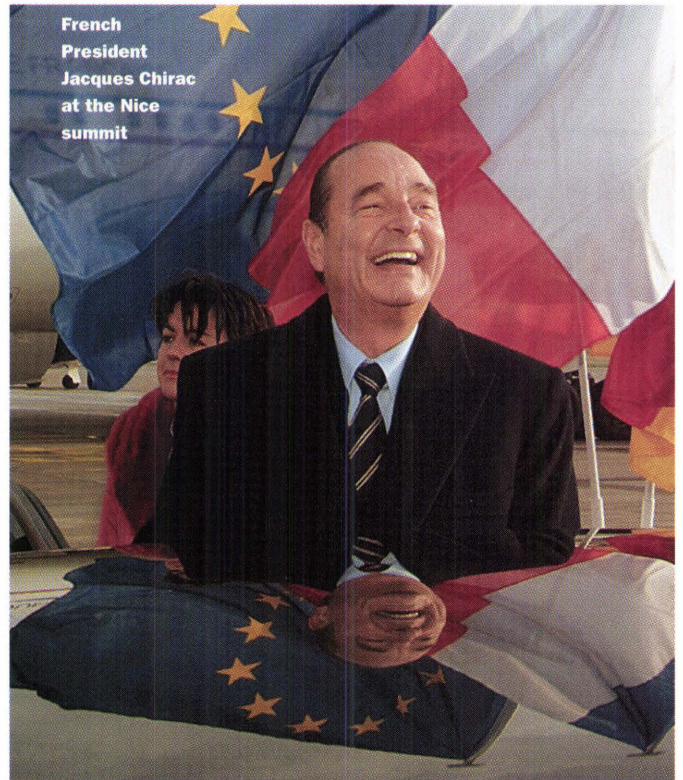 French
President
Jacques Chirac
at the Nice
summit